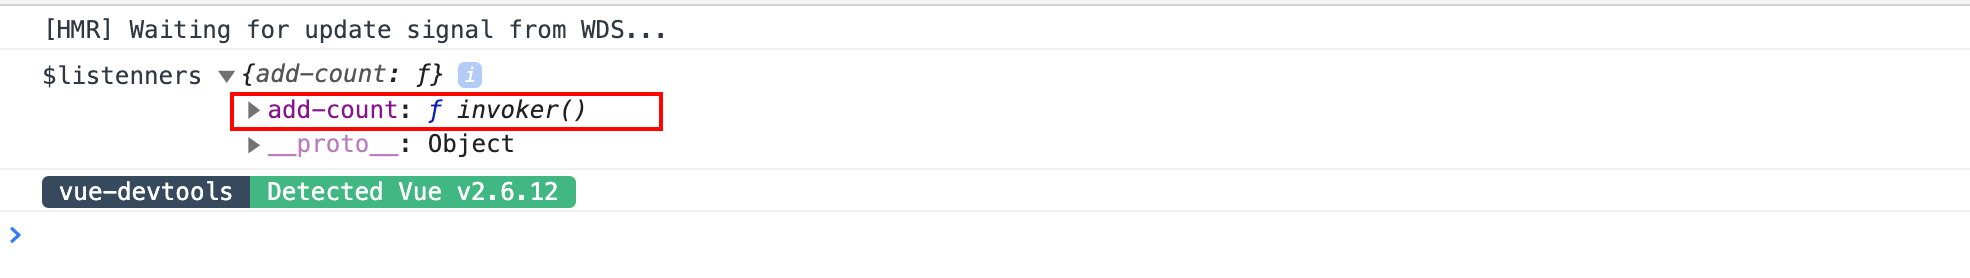 [HMR] Waiting for update signal from WDS...
$listenners ▼{add-count: ƒ} i
▶add-count: ƒ invoker()
▶__proto__: Object
vue-devtools Detected Vue v2.6.12
>